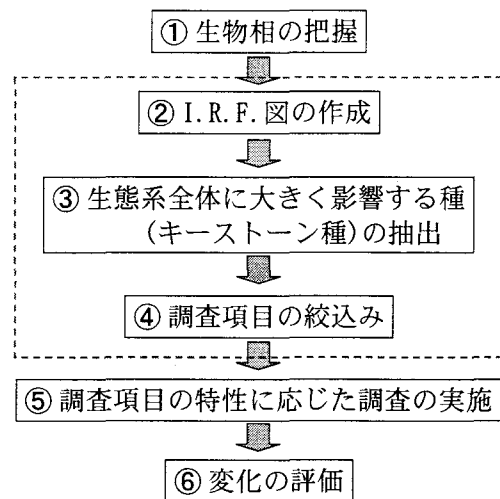 ① 生物相の把握
② I.R.F.図の作成
③ 生態系全体に大きく影響する種
(キーストーン種)の抽出
④ 調査項目の絞込み
⑤ 調査項目の特性に応じた調査の実施
⑥ 変化の評価